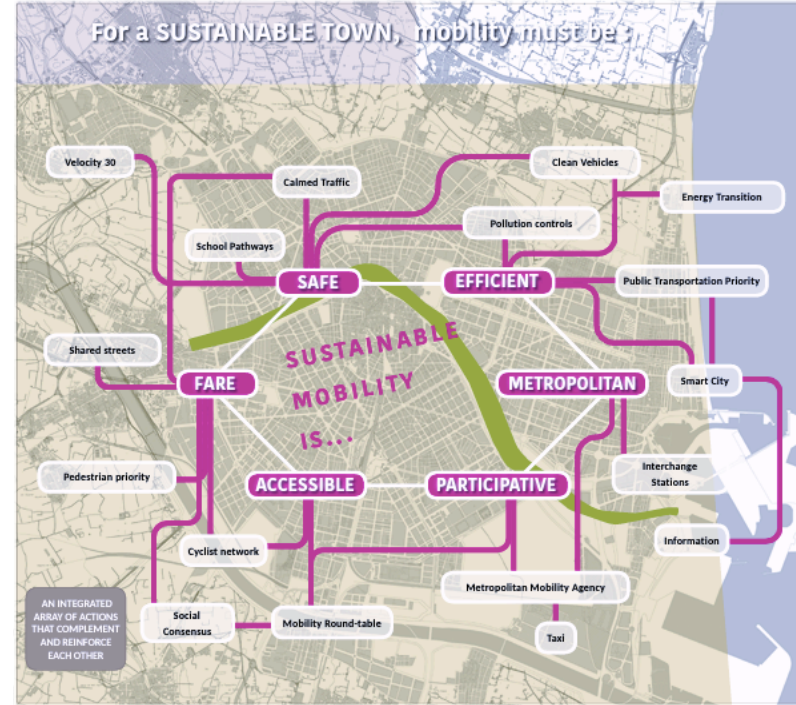 For a SUSTAINABLE TOWN, mobility must be :
Velocity 30
Calmed Traffic
Clean Vehicles
Energy Transition
Pollution controls
School Pathways
SAFE
EFFICIENT
Public Transportation Priority
SUSTAINABLE
MOBILITY
IS...
Shared streets
FARE
METROPOLITAN
Smart City
Pedestrian priority
ACCESSIBLE
PARTICIPATIVE
Interchange
Stations
Cyclist network
Information
Metropolitan Mobility Agency
Social
Consensus
Mobility Round-table
Taxi
AN INTEGRATED
ARRAY OF ACTIONS
THAT COMPLEMENT
AND REINFORCE
EACH OTHER